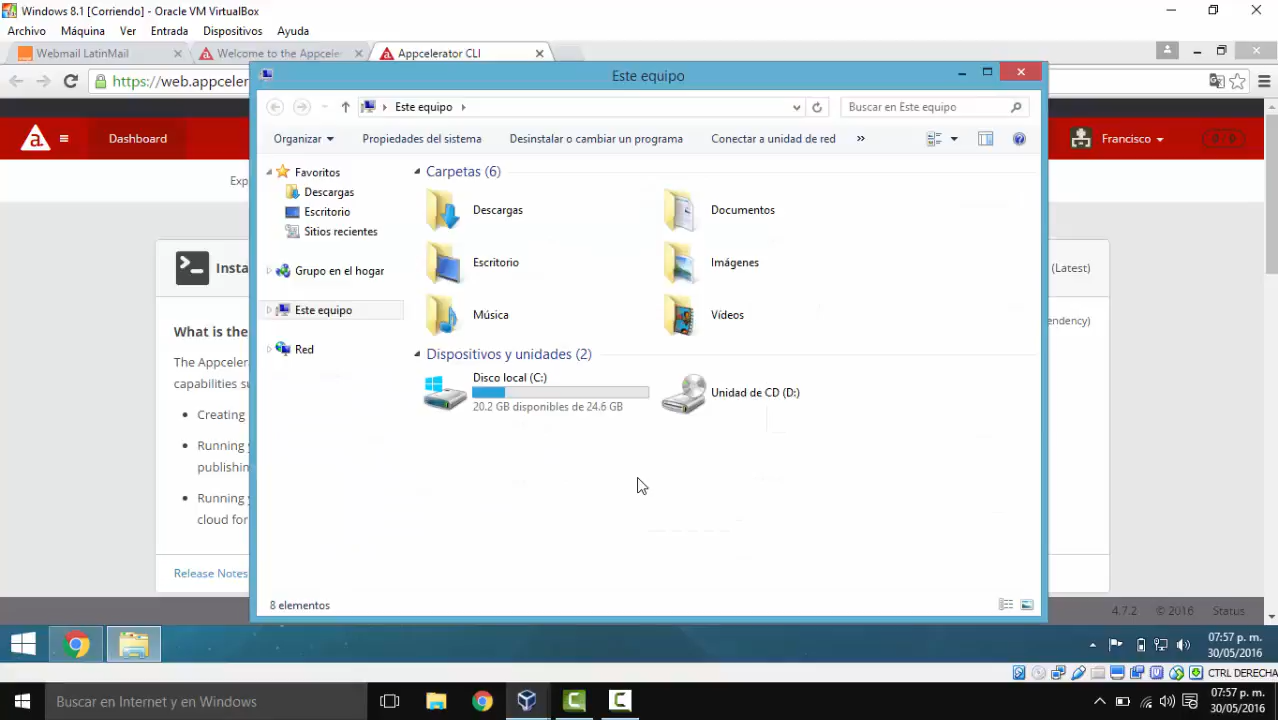 Windows 8.1 [Corriendo] - Oracle VM VirtualBox
Archivo Máquina Ver Entrada Dispositivos Ayuda
Webmail LatinMail
Welcome to the Appcele
Appcelerator CLI
https://web.appceler
Este equipo
Este equipo
Buscar en Este equipo
Organizar
Propiedades del sistema
Desinstalar o cambiar un programa
Conectar a unidad de red
»
Dashboard
Francisco
0 / 0
Exp
Favoritos
Descargas
Escritorio
Sitios recientes
Grupo en el hogar
Este equipo
Red
Carpetas (6)
Descargas
Documentos
Escritorio
Imágenes
Música
Vídeos
Dispositivos y unidades (2)
Disco local (C:)
20.2 GB disponibles de 24.6 GB
Unidad de CD (D:)
8 elementos
Insta
(Latest)
What is the
endency)
The Appcelera
capabilities su
• Creating
• Running y
publishin
• Running y
cloud for
Release Notes
4.7.2 © 2016 Status
07:57 p. m.
30/05/2016
CTRL DERECHA
Buscar en Internet y en Windows
07:57 p. m.
30/05/2016